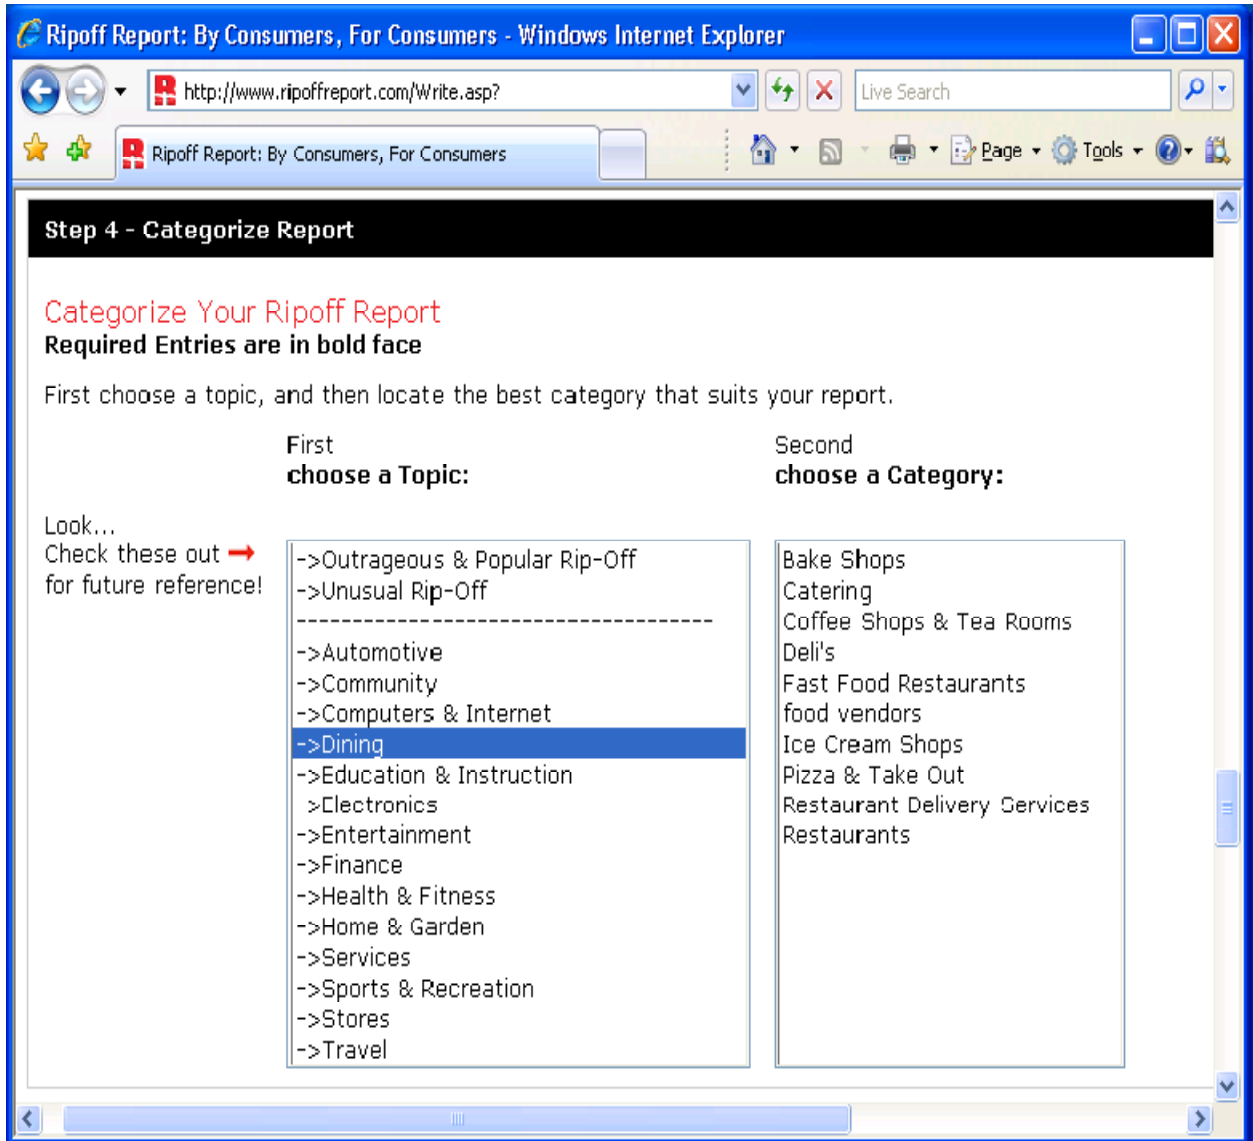 Ripoff Report: By Consumers, For Consumers - Windows Internet Explorer
http://www.ripoffreport.com/Write.asp?
Live Search
Ripoff Report: By Consumers, For Consumers
Page
Tools
Step 4 - Categorize Report
Categorize Your Ripoff Report
Required Entries are in bold face
First choose a topic, and then locate the best category that suits your report.
First
choose a Topic:
Second
choose a Category:
Look...
Check these out
for future reference!
->Outrageous & Popular Rip-Off
->Unusual Rip-Off
-------------------------------------
->Automotive
->Community
->Computers & Internet
->Dining
->Education & Instruction
>Electronics
->Entertainment
->Finance
->Health & Fitness
->Home & Garden
->Services
->Sports & Recreation
->Stores
->Travel
Bake Shops
Catering
Coffee Shops & Tea Rooms
Deli's
Fast Food Restaurants
food vendors
Ice Cream Shops
Pizza & Take Out
Restaurant Delivery Services
Restaurants